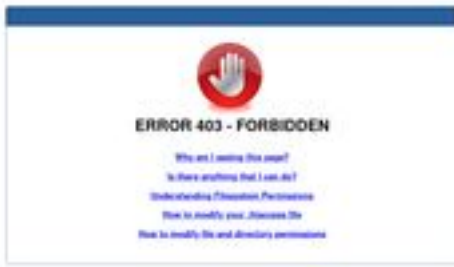 ERROR 403 - FORBIDDEN
Why am I seeing this page?
Is there anything that I can do?
Understanding Filesystem Permissions
How to modify your .htaccess file
How to modify file and directory permissions